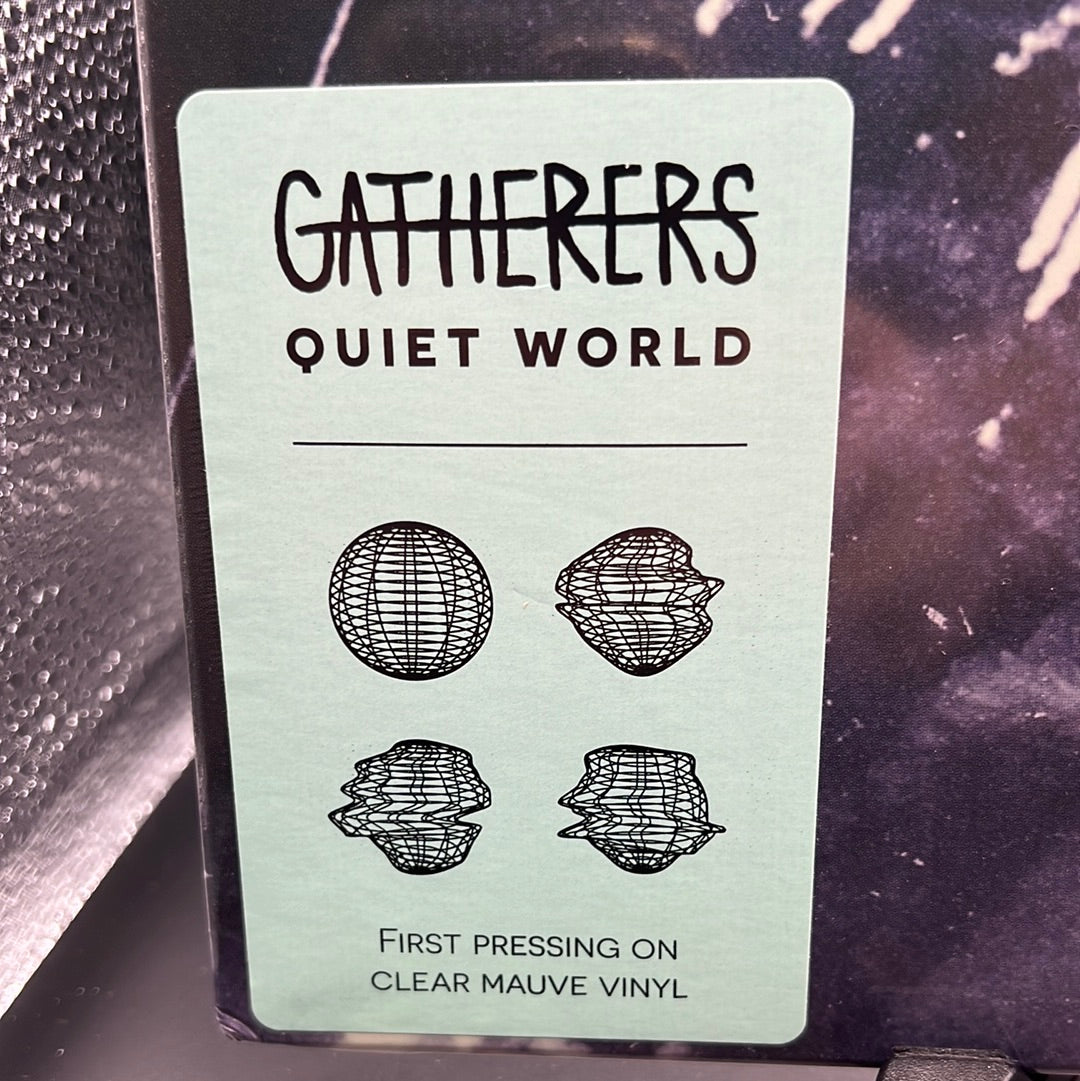 GATHERERS
QUIET WORLD
First pressing on
clear mauve vinyl